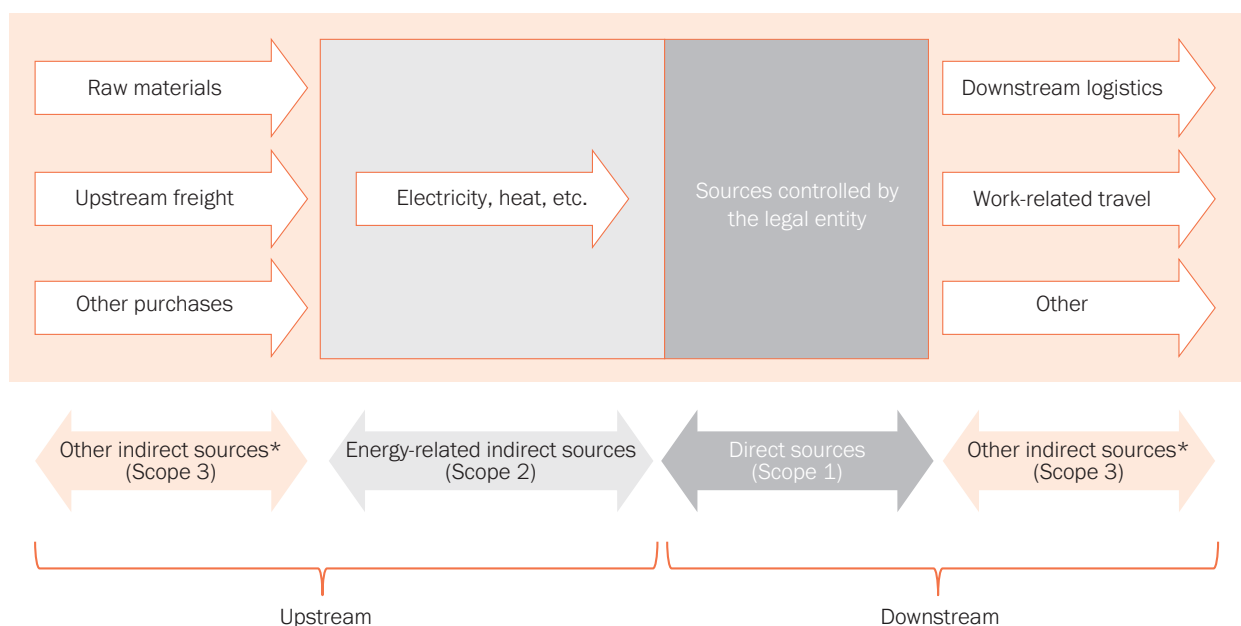 Raw materials
Upstream freight
Other purchases
Electricity, heat, etc.
Sources controlled by
the legal entity
Downstream logistics
Work-related travel
Other
Other indirect sources*
(Scope 3)
Energy-related indirect sources
(Scope 2)
Direct sources
(Scope 1)
Other indirect sources*
(Scope 3)
Upstream
Downstream